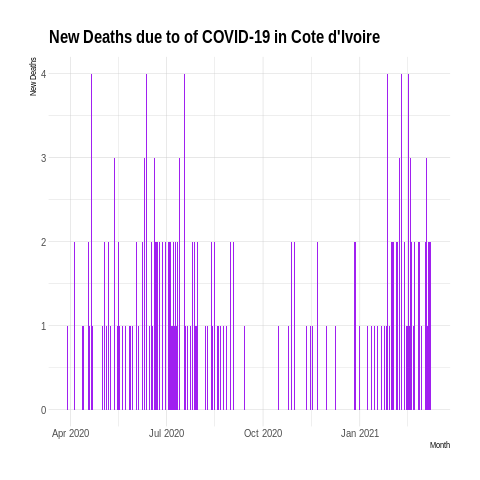 New Deaths due to of COVID-19 in Cote d'Ivoire
New Deaths
4
3
2
1
0
Apr 2020 Jul 2020 Oct 2020 Jan 2021
Month